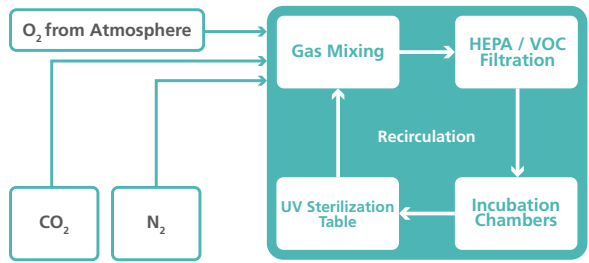 O₂ from Atmosphere
Gas Mixing
HEPA / VOC
Filtration
Recirculation
UV Sterilization
Table
Incubation
Chambers
CO₂
N₂